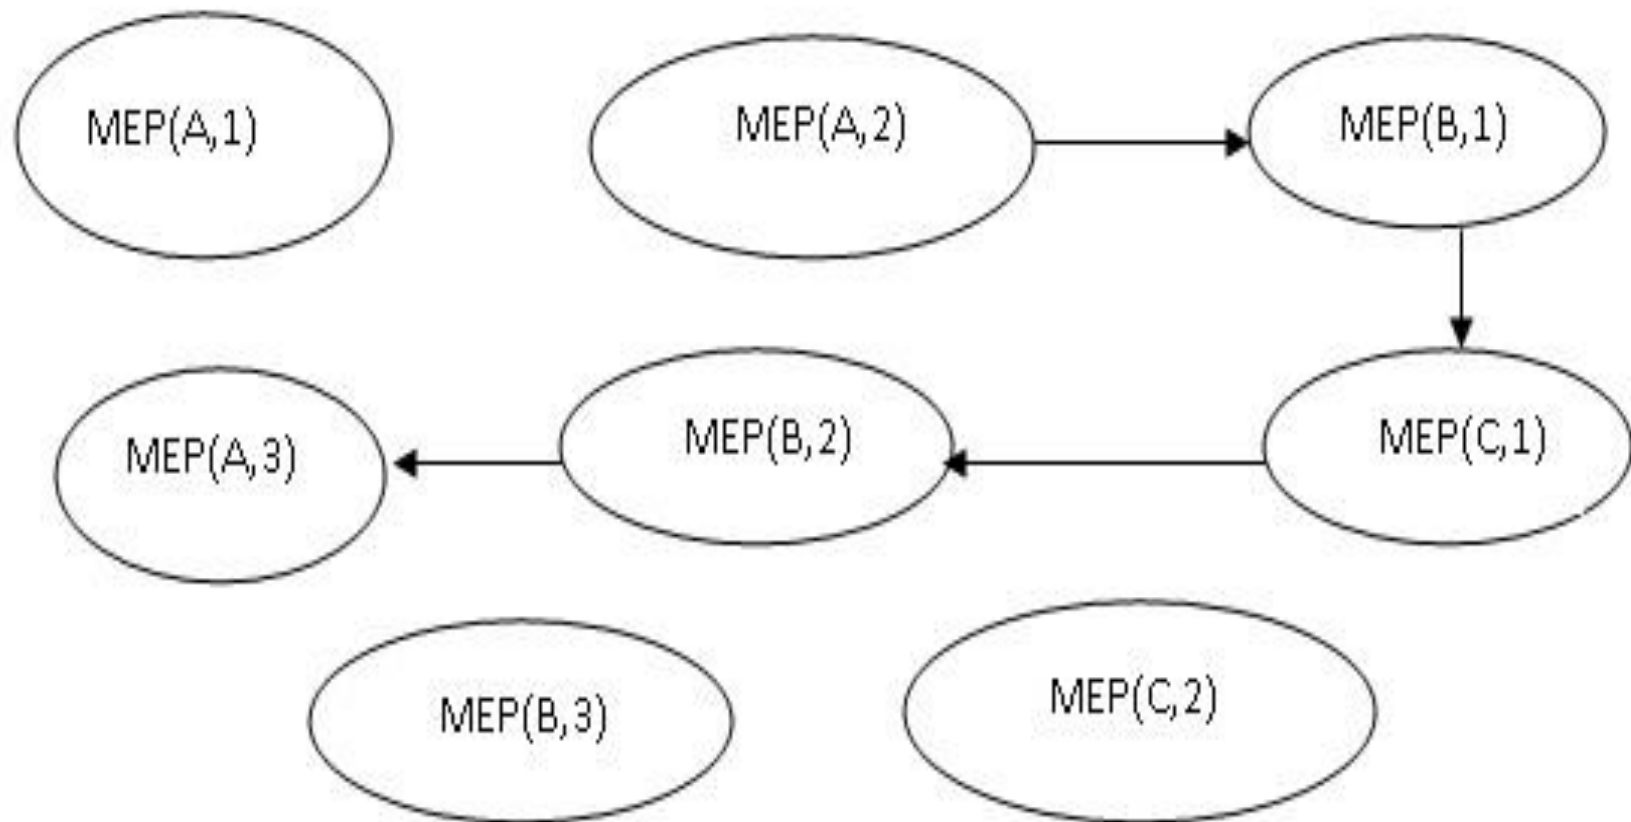 MEP(A,1)
MEP(A,2)
MEP(B,1)
MEP(A,3)
MEP(B,2)
MEP(C,1)
MEP(B,3)
MEP(C,2)